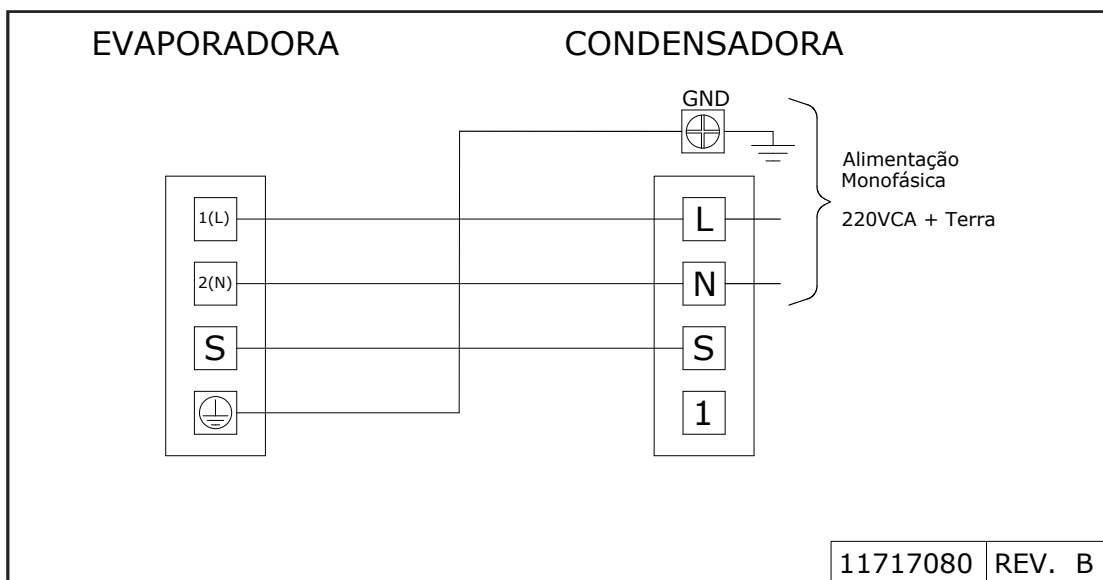 EVAPORADORA
CONDENSADORA
GND
Alimentação
Monofásica
220VCA + Terra
1(L)
2(N)
S
L
N
S
1
11717080 REV. B